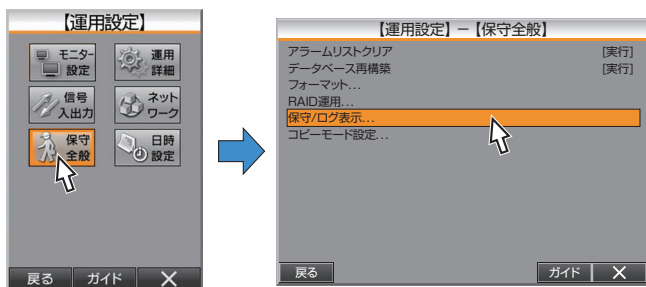 【運用設定】
モニター
設定
運用
詳細
信号
入出力
ネット
ワーク
保守
全般
日時
設定
戻る ガイド ╳
【運用設定】－【保守全般】
アラームリストクリア [実行]
データベース再構築 [実行]
フォーマット…
RAID運用…
保守/ログ表示…
コピーモード設定…
戻る ガイド ╳